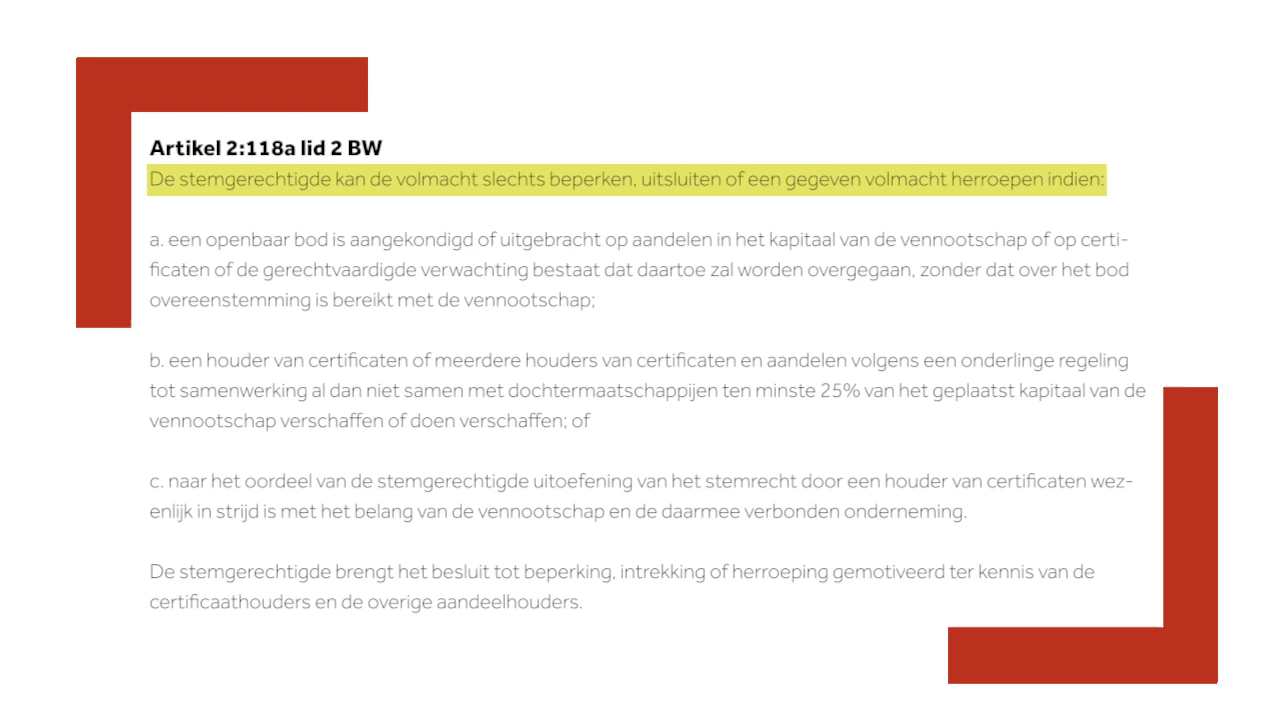 Artikel 2:118a lid 2 BW
De stemgerechtigde kan de volmacht slechts beperken, uitsluiten of een gegeven volmacht herroepen indien:
a. een openbaar bod is aangekondigd of uitgebracht op aandelen in het kapitaal van de vennootschap of op certi-
ficaten of de gerechtvaardigde verwachting bestaat dat daartoe zal worden overgegaan, zonder dat over het bod
overeenstemming is bereikt met de vennootschap;
b. een houder van certificaten of meerdere houders van certificaten en aandelen volgens een onderlinge regeling
tot samenwerking al dan niet samen met dochtermaatschappijen ten minste 25% van het geplaatst kapitaal van de
vennootschap verschaffen of doen verschaffen; of
c. naar het oordeel van de stemgerechtigde uitoefening van het stemrecht door een houder van certificaten wez-
enlijk in strijd is met het belang van de vennootschap en de daarmee verbonden onderneming.
De stemgerechtigde brengt het besluit tot beperking, intrekking of herroeping gemotiveerd ter kennis van de
certificaathouders en de overige aandeelhouders.